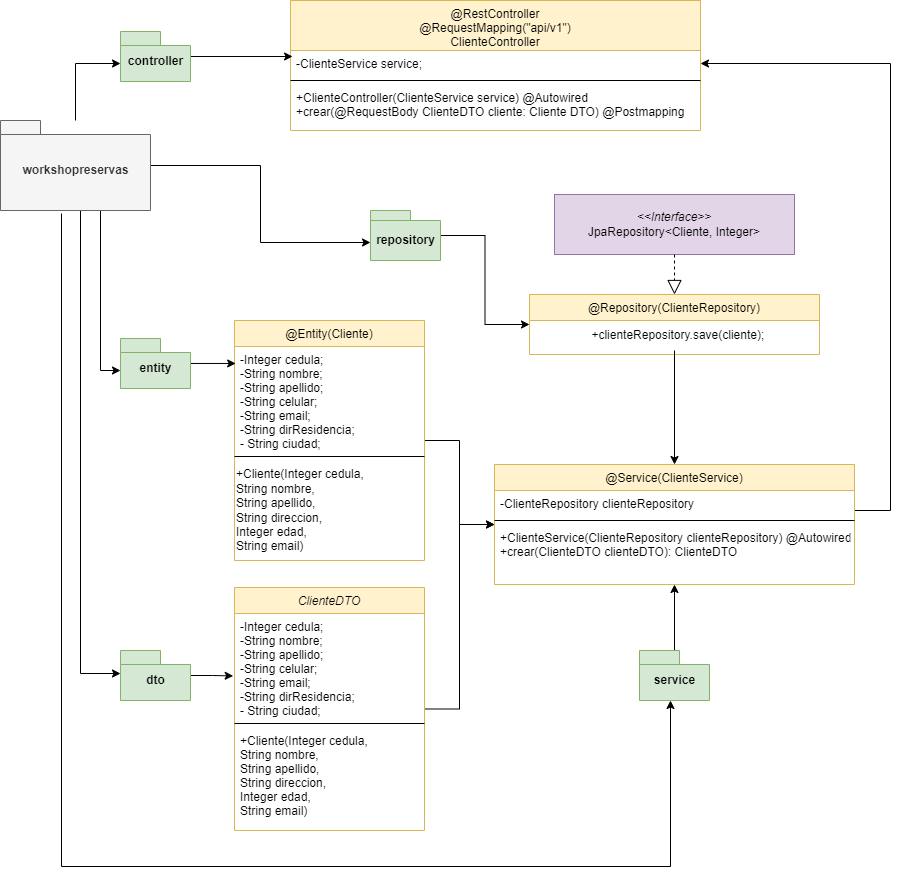 @RestController
@RequestMapping("api/v1")
ClienteController
-ClienteService service;
+ClienteController(ClienteService service) @Autowired
+crear(@RequestBody ClienteDTO cliente: Cliente DTO) @Postmapping
controller
workshopreservas
repository
<<Interface>>
JpaRepository<Cliente, Integer>
@Repository(ClienteRepository)
+clienteRepository.save(cliente);
entity
@Entity(Cliente)
-Integer cedula;
-String nombre;
-String apellido;
-String celular;
-String email;
-String dirResidencia;
- String ciudad;
+Cliente(Integer cedula,
String nombre,
String apellido,
String direccion,
Integer edad,
String email)
@Service(ClienteService)
-ClienteRepository clienteRepository
+ClienteService(ClienteRepository clienteRepository) @Autowired
+crear(ClienteDTO clienteDTO): ClienteDTO
dto
ClienteDTO
-Integer cedula;
-String nombre;
-String apellido;
-String celular;
-String email;
-String dirResidencia;
- String ciudad;
+Cliente(Integer cedula,
String nombre,
String apellido,
String direccion,
Integer edad,
String email)
service